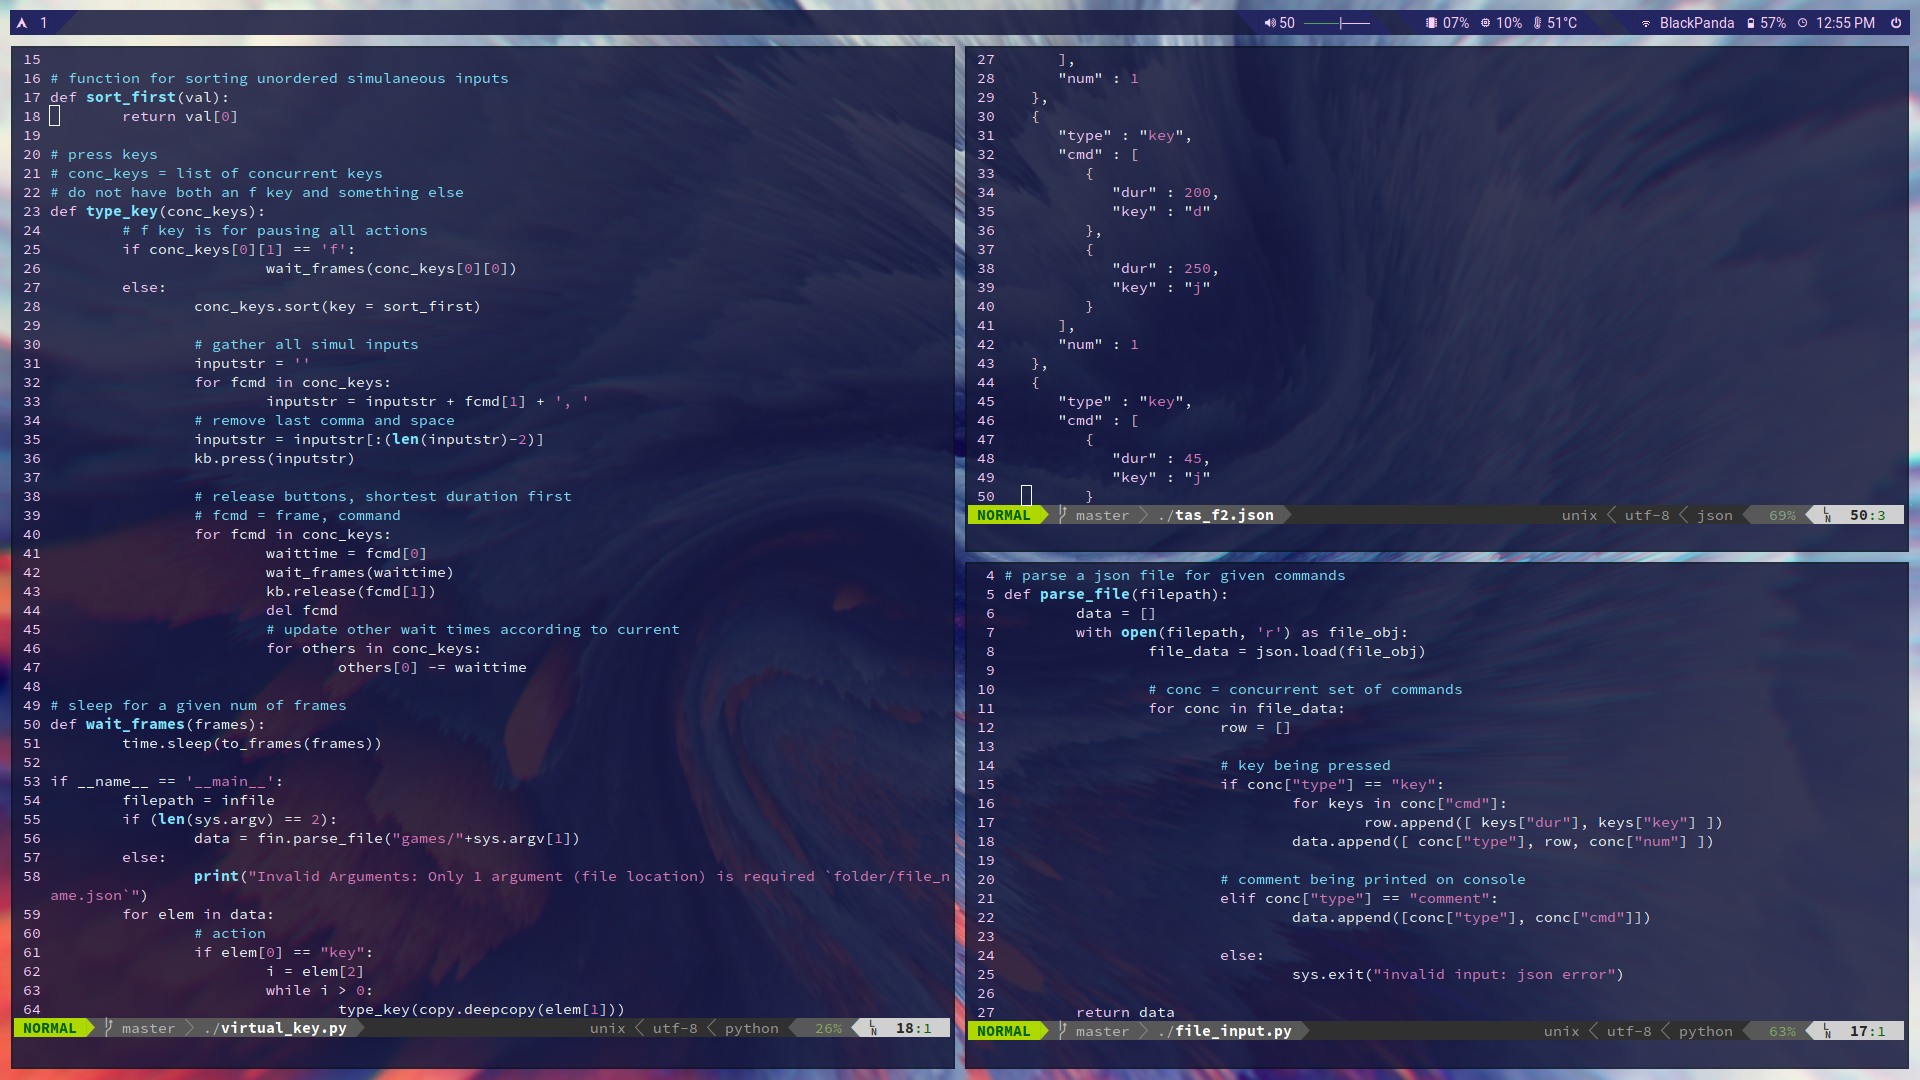 1
50
07% 10% 51°C
BlackPanda 57% 12:55 PM
15
16 # function for sorting unordered simulaneous inputs
17 def sort_first(val):
18         return val[0]
19
20 # press keys
21 # conc_keys = list of concurrent keys
22 # do not have both an f key and something else
23 def type_key(conc_keys):
24         # f key is for pausing all actions
25         if conc_keys[0][1] == 'f':
26                         wait_frames(conc_keys[0][0])
27         else:
28                 conc_keys.sort(key = sort_first)
29
30                 # gather all simul inputs
31                 inputstr = ''
32                 for fcmd in conc_keys:
33                         inputstr = inputstr + fcmd[1] + ', '
34                 # remove last comma and space
35                 inputstr = inputstr[:(len(inputstr)-2)]
36                 kb.press(inputstr)
37
38                 # release buttons, shortest duration first
39                 # fcmd = frame, command
40                 for fcmd in conc_keys:
41                         waittime = fcmd[0]
42                         wait_frames(waittime)
43                         kb.release(fcmd[1])
44                         del fcmd
45                         # update other wait times according to current
46                         for others in conc_keys:
47                                 others[0] -= waittime
48
49 # sleep for a given num of frames
50 def wait_frames(frames):
51         time.sleep(to_frames(frames))
52
53 if __name__ == '__main__':
54         filepath = infile
55         if (len(sys.argv) == 2):
56                 data = fin.parse_file("games/"+sys.argv[1])
57         else:
58                 print("Invalid Arguments: Only 1 argument (file location) is required `folder/file_n
ame.json`")
59         for elem in data:
60                 # action
61                 if elem[0] == "key":
62                         i = elem[2]
63                         while i > 0:
64                                 type_key(copy.deepcopy(elem[1]))
NORMAL master ./virtual_key.py unix utf-8 python 26% LN 18:1
27       ],
28       "num" : 1
29    },
30    {
31       "type" : "key",
32       "cmd" : [
33          {
34             "dur" : 200,
35             "key" : "d"
36          },
37          {
38             "dur" : 250,
39             "key" : "j"
40          }
41       ],
42       "num" : 1
43    },
44    {
45       "type" : "key",
46       "cmd" : [
47          {
48             "dur" : 45,
49             "key" : "j"
50          }
NORMAL master ./tas_f2.json unix utf-8 json 69% LN 50:3
4 # parse a json file for given commands
5 def parse_file(filepath):
6         data = []
7         with open(filepath, 'r') as file_obj:
8                 file_data = json.load(file_obj)
9
10                 # conc = concurrent set of commands
11                 for conc in file_data:
12                         row = []
13
14                         # key being pressed
15                         if conc["type"] == "key":
16                                 for keys in conc["cmd"]:
17                                         row.append([ keys["dur"], keys["key"] ])
18                                 data.append([ conc["type"], row, conc["num"] ])
19
20                         # comment being printed on console
21                         elif conc["type"] == "comment":
22                                 data.append([conc["type"], conc["cmd"]])
23
24                         else:
25                                 sys.exit("invalid input: json error")
26
27         return data
NORMAL master ./file_input.py unix utf-8 python 63% LN 17:1